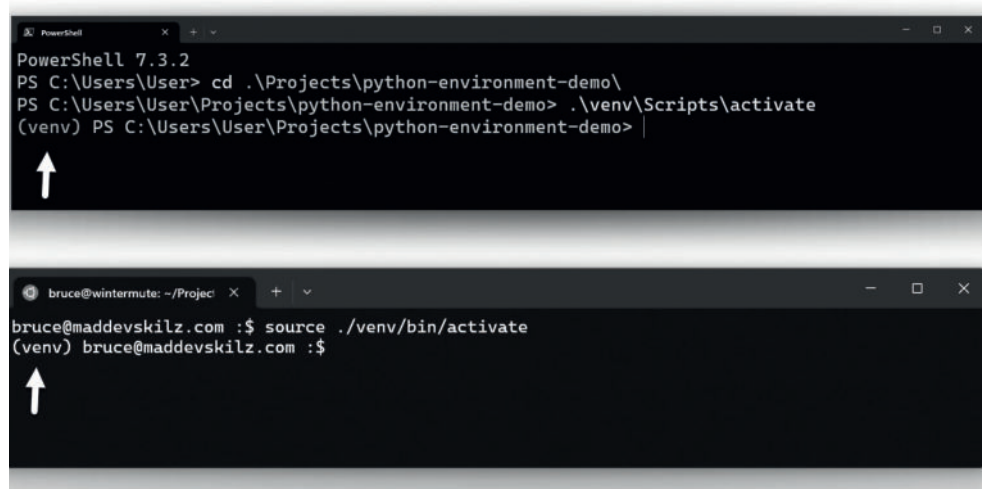 PowerShell
PowerShell 7.3.2
PS C:\Users\User> cd .\Projects\python-environment-demo\
PS C:\Users\User\Projects\python-environment-demo> .\venv\Scripts\activate
(venv) PS C:\Users\User\Projects\python-environment-demo>
bruce@wintermute: ~/Project
bruce@maddevskilz.com :$ source ./venv/bin/activate
(venv) bruce@maddevskilz.com :$